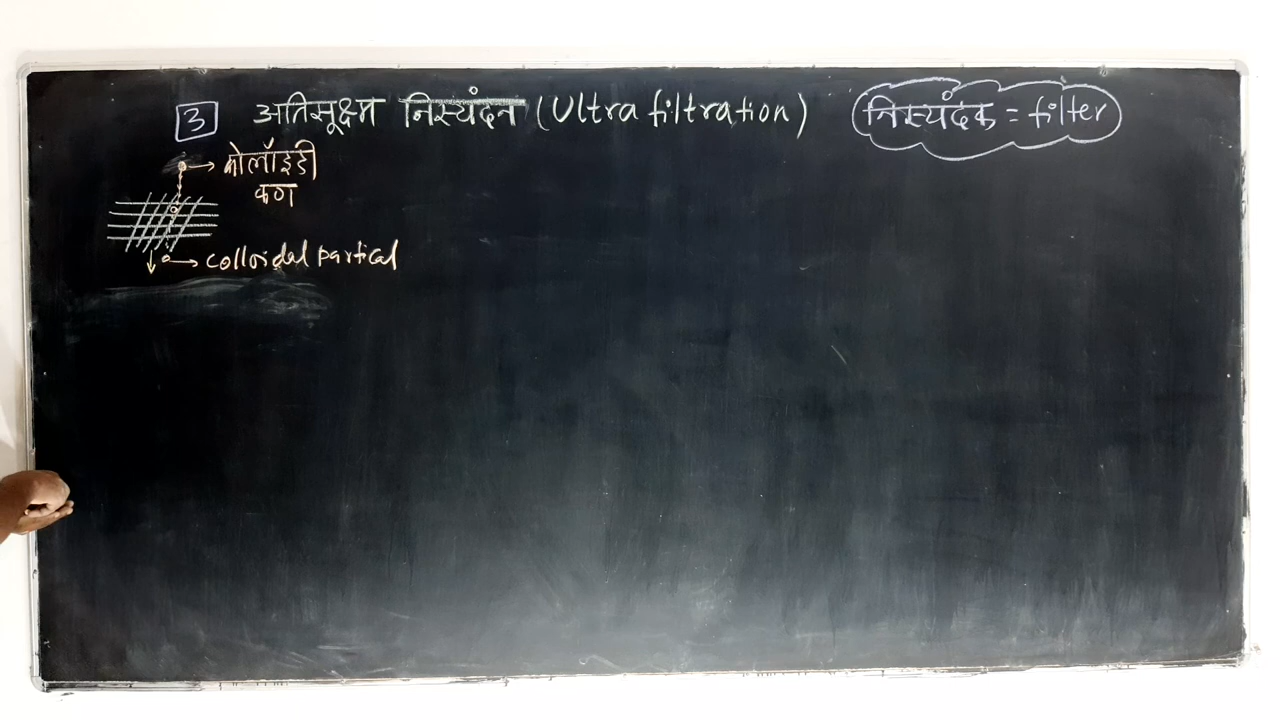 3 अतिसूक्ष्म निस्यंदन (Ultra filtration)
निस्यंदक = filter
कोलॉइडी
कण
colloidal partical